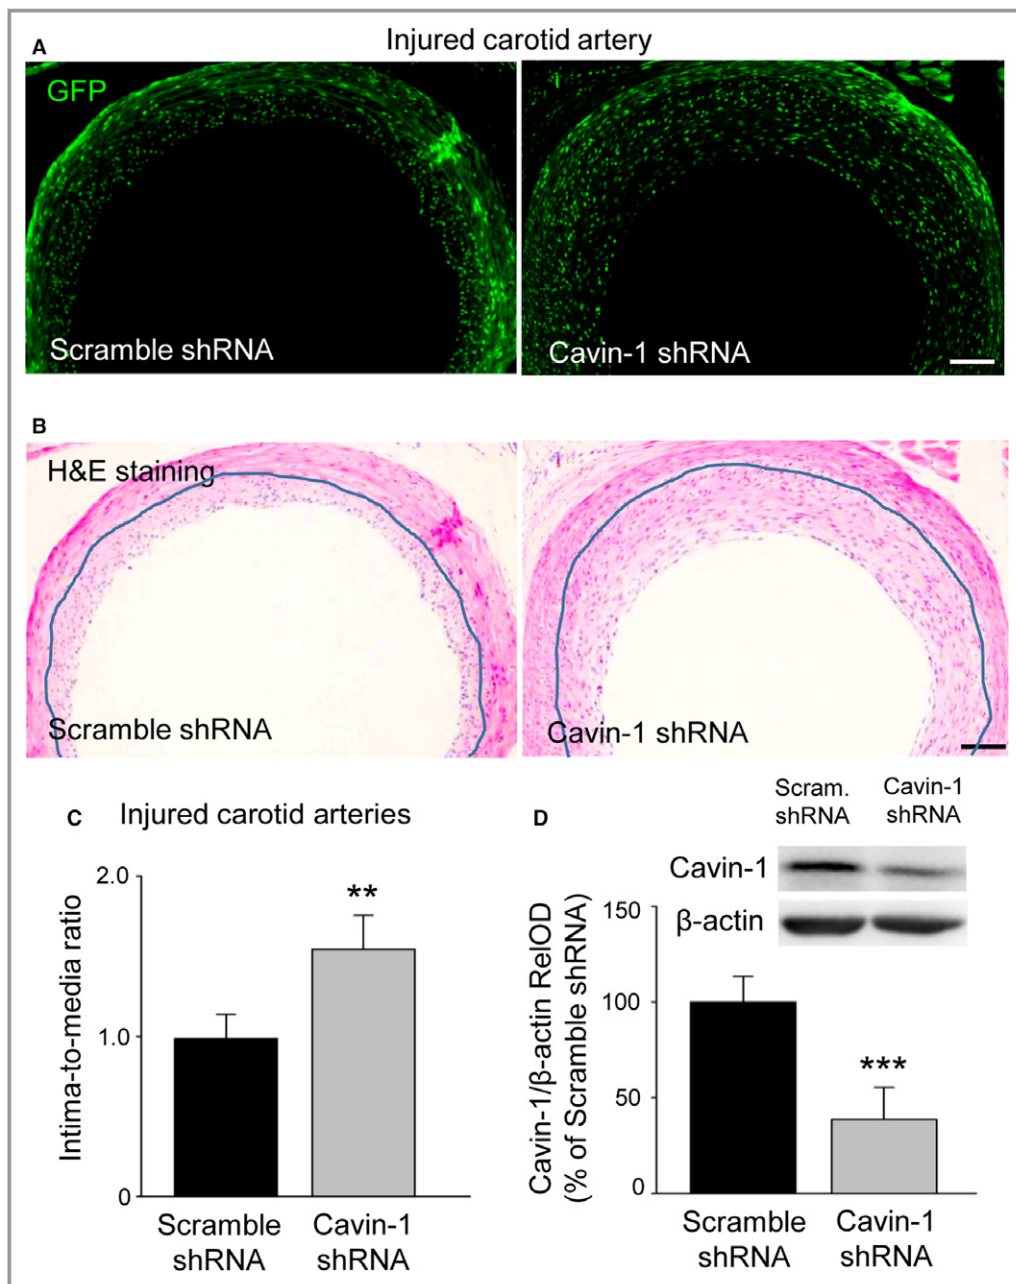 A
Injured carotid artery
GFP
Scramble shRNA
Cavin-1 shRNA
B
H&E staining
Scramble shRNA
Cavin-1 shRNA
C
Injured carotid arteries
Intima-to-media ratio
2.0
1.0
0
**
Scramble
shRNA
Cavin-1
shRNA
D
Scram.
shRNA
Cavin-1
shRNA
Cavin-1
β-actin
Cavin-1/β-actin RelOD
(% of Scramble shRNA)
150
100
50
0
***
Scramble
shRNA
Cavin-1
shRNA